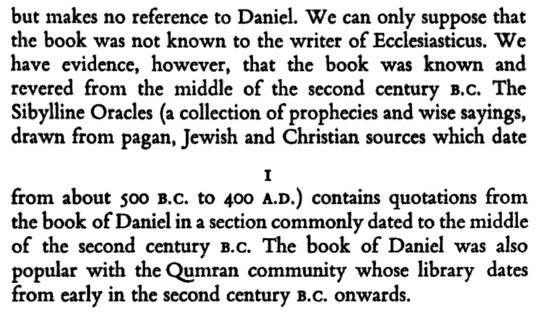 but makes no reference to Daniel. We can only suppose that
the book was not known to the writer of Ecclesiasticus. We
have evidence, however, that the book was known and
revered from the middle of the second century B.C. The
Sibylline Oracles (a collection of prophecies and wise sayings,
drawn from pagan, Jewish and Christian sources which date
I
from about 500 B.C. to 400 A.D.) contains quotations from
the book of Daniel in a section commonly dated to the middle
of the second century B.C. The book of Daniel was also
popular with the Qumran community whose library dates
from early in the second century B.C. onwards.